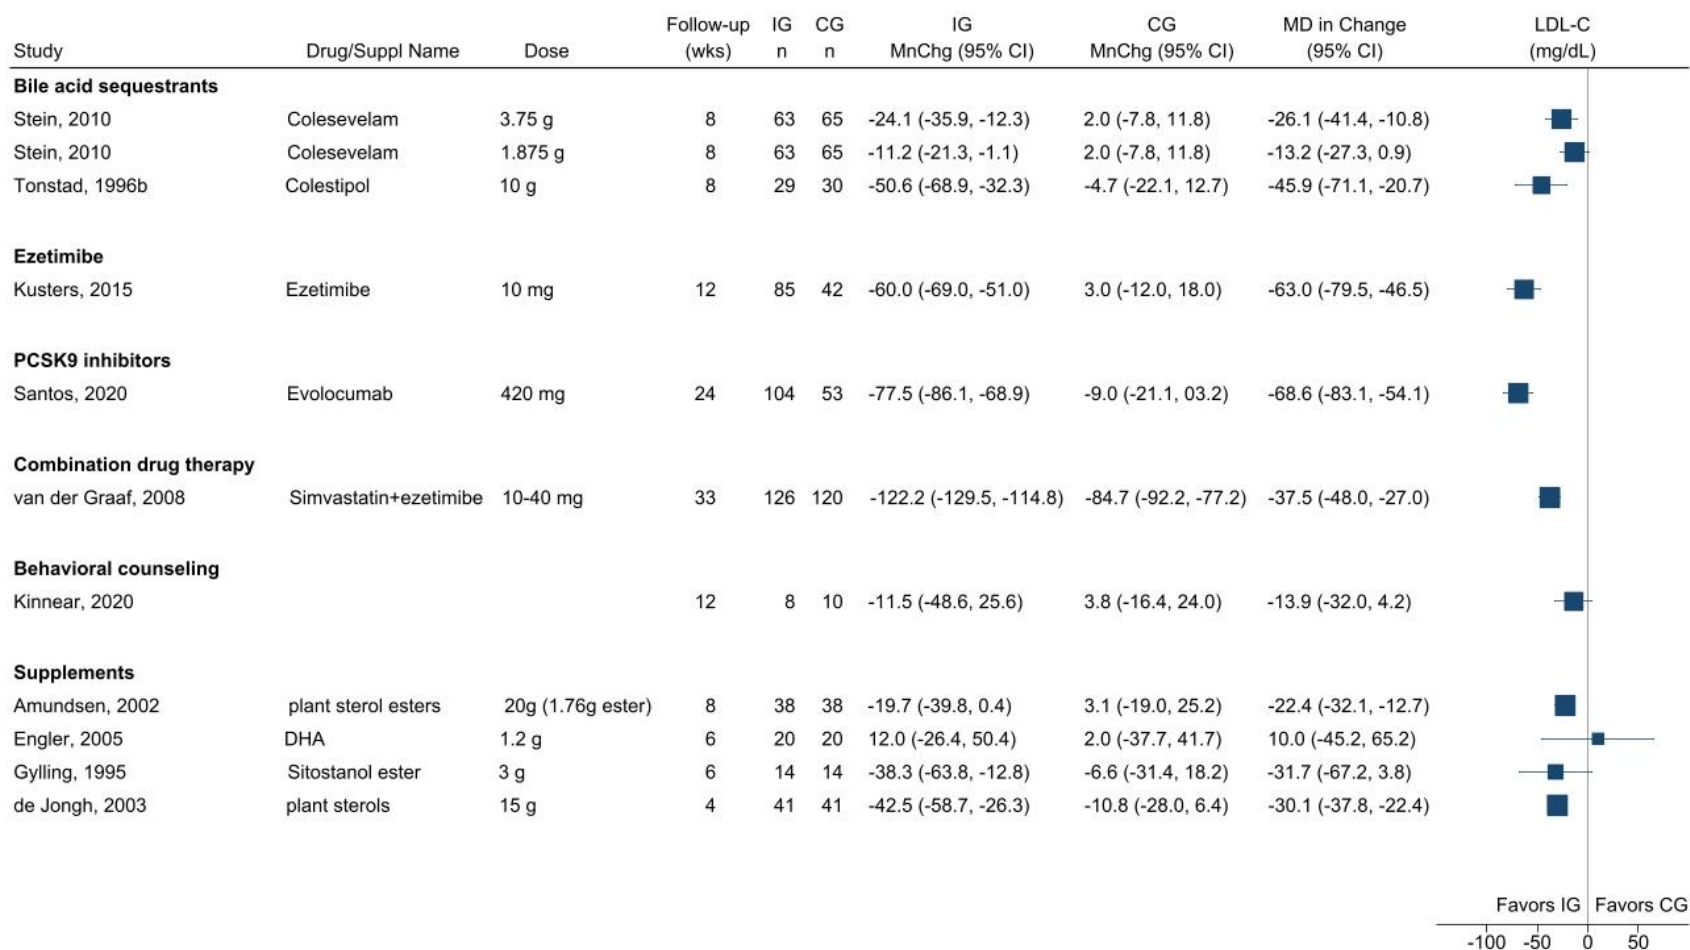 Follow-up IG CG IG CG MD in Change LDL-C
Study Drug/Suppl Name Dose (wks) n n MnChg (95% CI) MnChg (95% CI) (95% CI) (mg/dL)
Bile acid sequestrants
Stein, 2010 Colesevelam 3.75 g 8 63 65 -24.1 (-35.9, -12.3) 2.0 (-7.8, 11.8) -26.1 (-41.4, -10.8)
Stein, 2010 Colesevelam 1.875 g 8 63 65 -11.2 (-21.3, -1.1) 2.0 (-7.8, 11.8) -13.2 (-27.3, 0.9)
Tonstad, 1996b Colestipol 10 g 8 29 30 -50.6 (-68.9, -32.3) -4.7 (-22.1, 12.7) -45.9 (-71.1, -20.7)
Ezetimibe
Kusters, 2015 Ezetimibe 10 mg 12 85 42 -60.0 (-69.0, -51.0) 3.0 (-12.0, 18.0) -63.0 (-79.5, -46.5)
PCSK9 inhibitors
Santos, 2020 Evolocumab 420 mg 24 104 53 -77.5 (-86.1, -68.9) -9.0 (-21.1, 03.2) -68.6 (-83.1, -54.1)
Combination drug therapy
van der Graaf, 2008 Simvastatin+ezetimibe 10-40 mg 33 126 120 -122.2 (-129.5, -114.8) -84.7 (-92.2, -77.2) -37.5 (-48.0, -27.0)
Behavioral counseling
Kinnear, 2020 12 8 10 -11.5 (-48.6, 25.6) 3.8 (-16.4, 24.0) -13.9 (-32.0, 4.2)
Supplements
Amundsen, 2002 plant sterol esters 20g (1.76g ester) 8 38 38 -19.7 (-39.8, 0.4) 3.1 (-19.0, 25.2) -22.4 (-32.1, -12.7)
Engler, 2005 DHA 1.2 g 6 20 20 12.0 (-26.4, 50.4) 2.0 (-37.7, 41.7) 10.0 (-45.2, 65.2)
Gylling, 1995 Sitostanol ester 3 g 6 14 14 -38.3 (-63.8, -12.8) -6.6 (-31.4, 18.2) -31.7 (-67.2, 3.8)
de Jongh, 2003 plant sterols 15 g 4 41 41 -42.5 (-58.7, -26.3) -10.8 (-28.0, 6.4) -30.1 (-37.8, -22.4)
Favors IG Favors CG
-100 -50 0 50